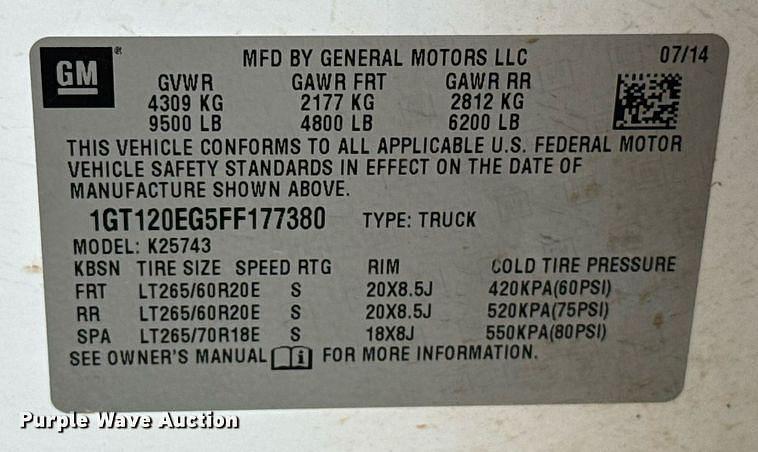 GM
MFD BY GENERAL MOTORS LLC 07/14
GVWR GAWR FRT GAWR RR
4309 KG 2177 KG 2812 KG
9500 LB 4800 LB 6200 LB
THIS VEHICLE CONFORMS TO ALL APPLICABLE U.S. FEDERAL MOTOR
VEHICLE SAFETY STANDARDS IN EFFECT ON THE DATE OF
MANUFACTURE SHOWN ABOVE.
1GT120EG5FF177380 TYPE: TRUCK
MODEL: K25743
KBSN TIRE SIZE SPEED RTG RIM COLD TIRE PRESSURE
FRT LT265/60R20E S 20X8.5J 420KPA(60PSI)
RR LT265/60R20E S 20X8.5J 520KPA(75PSI)
SPA LT265/70R18E S 18X8J 550KPA(80PSI)
SEE OWNER'S MANUAL i FOR MORE INFORMATION.
Purple Wave Auction